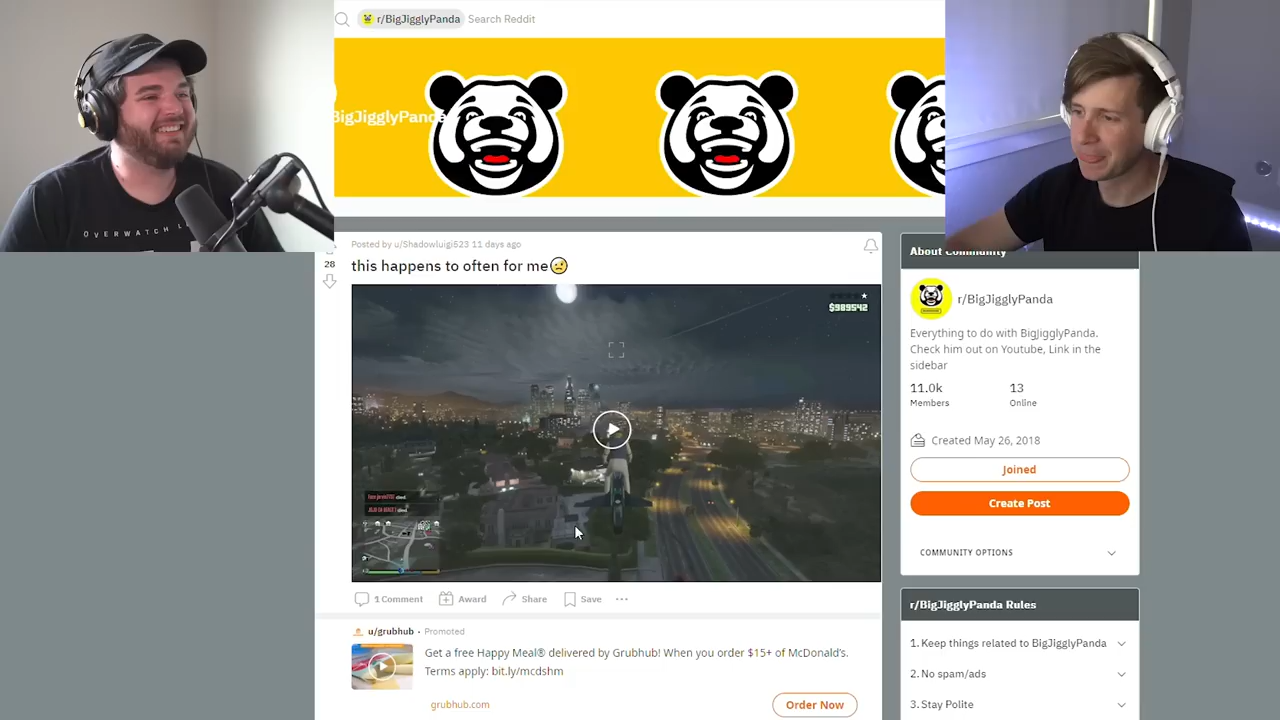 r/BigJigglyPanda Search Reddit
BigJigglyPanda
OVERWATCH L
Posted by u/Shadowluigi523 11 days ago
28
this happens to often for me
$989542
1 Comment Award Share Save
u/grubhub · Promoted
Get a free Happy Meal® delivered by Grubhub! When you order $15+ of McDonald's.
Terms apply: bit.ly/mcdshm
grubhub.com
Order Now
About Community
r/BigJigglyPanda
Everything to do with BigJigglyPanda.
Check him out on Youtube, Link in the
sidebar
11.0k 13
Members Online
Created May 26, 2018
Joined
Create Post
COMMUNITY OPTIONS
r/BigJigglyPanda Rules
1. Keep things related to BigJigglyPanda
2. No spam/ads
3. Stay Polite